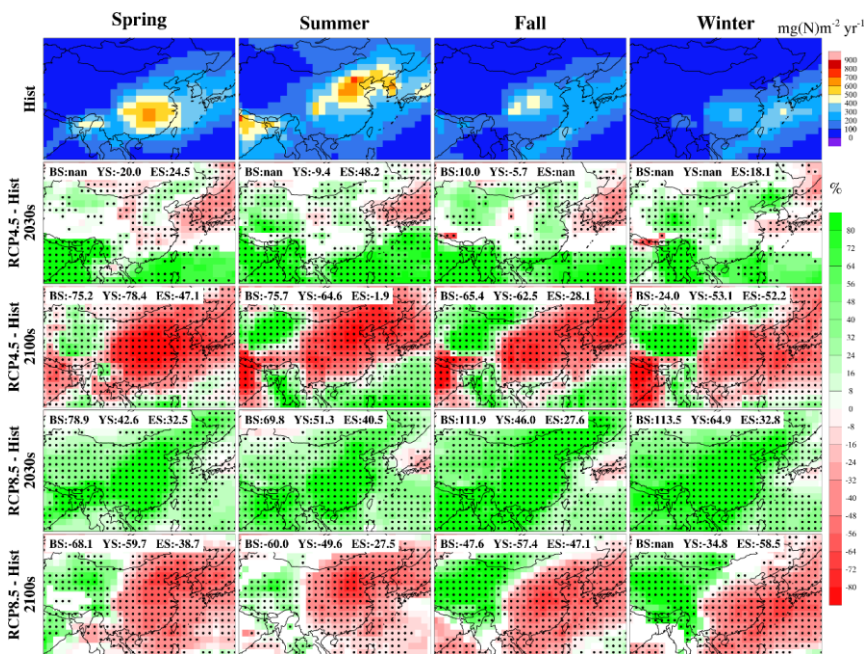 Spring Summer Fall Winter mg(N)m-2 yr-1
Hist
900
800
700
600
500
400
300
200
100
0
RCP4.5 - Hist
2030s
BS:nan YS:-20.0 ES:24.5
BS:nan YS:-9.4 ES:48.2
BS:10.0 YS:-5.7 ES:nan
BS:nan YS:nan ES:18.1
%
RCP4.5 - Hist
2100s
BS:-75.2 YS:-78.4 ES:-47.1
BS:-75.7 YS:-64.6 ES:-1.9
BS:-65.4 YS:-62.5 ES:-28.1
BS:-24.0 YS:-53.1 ES:-52.2
RCP8.5 - Hist
2030s
BS:78.9 YS:42.6 ES:32.5
BS:69.8 YS:51.3 ES:40.5
BS:111.9 YS:46.0 ES:27.6
BS:113.5 YS:64.9 ES:32.8
RCP8.5 - Hist
2100s
BS:-68.1 YS:-59.7 ES:-38.7
BS:-60.0 YS:-49.6 ES:-27.5
BS:-47.6 YS:-57.4 ES:-47.1
BS:nan YS:-34.8 ES:-58.5
80
72
64
56
48
40
32
24
16
8
0
-8
-16
-24
-32
-40
-48
-56
-64
-72
-80